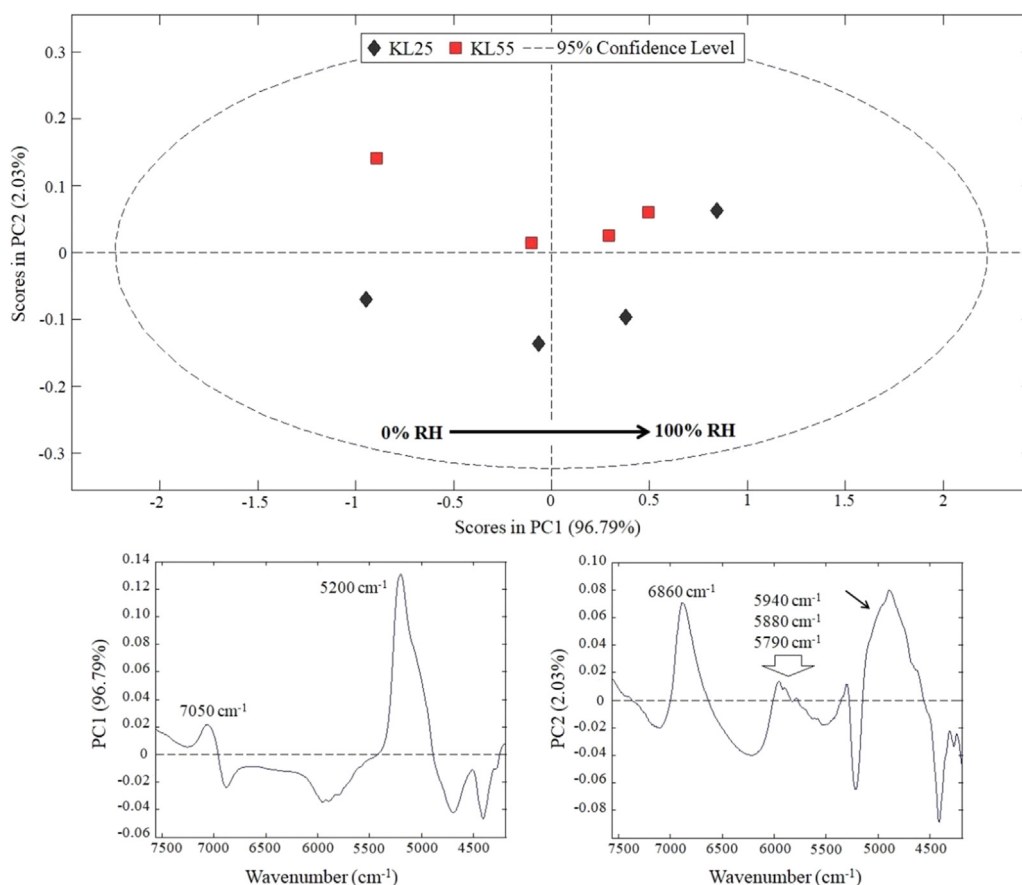 KL25 KL55 95% Confidence Level
Scores in PC2 (2.03%)
0.3
0.2
0.1
0
-0.1
-0.2
-0.3
0% RH 100% RH
-2 -1.5 -1 -0.5 0 0.5 1 1.5 2
Scores in PC1 (96.79%)
PC1 (96.79%)
0.14
0.12
0.10
0.08
0.06
0.04
0.02
0
-0.02
-0.04
-0.06
5200 cm-1
7050 cm-1
7500 7000 6500 6000 5500 5000 4500
Wavenumber (cm-1)
PC2 (2.03%)
0.10
0.08
0.06
0.04
0.02
0
-0.02
-0.04
-0.06
-0.08
6860 cm-1
5940 cm-1
5880 cm-1
5790 cm-1
7500 7000 6500 6000 5500 5000 4500
Wavenumber (cm-1)